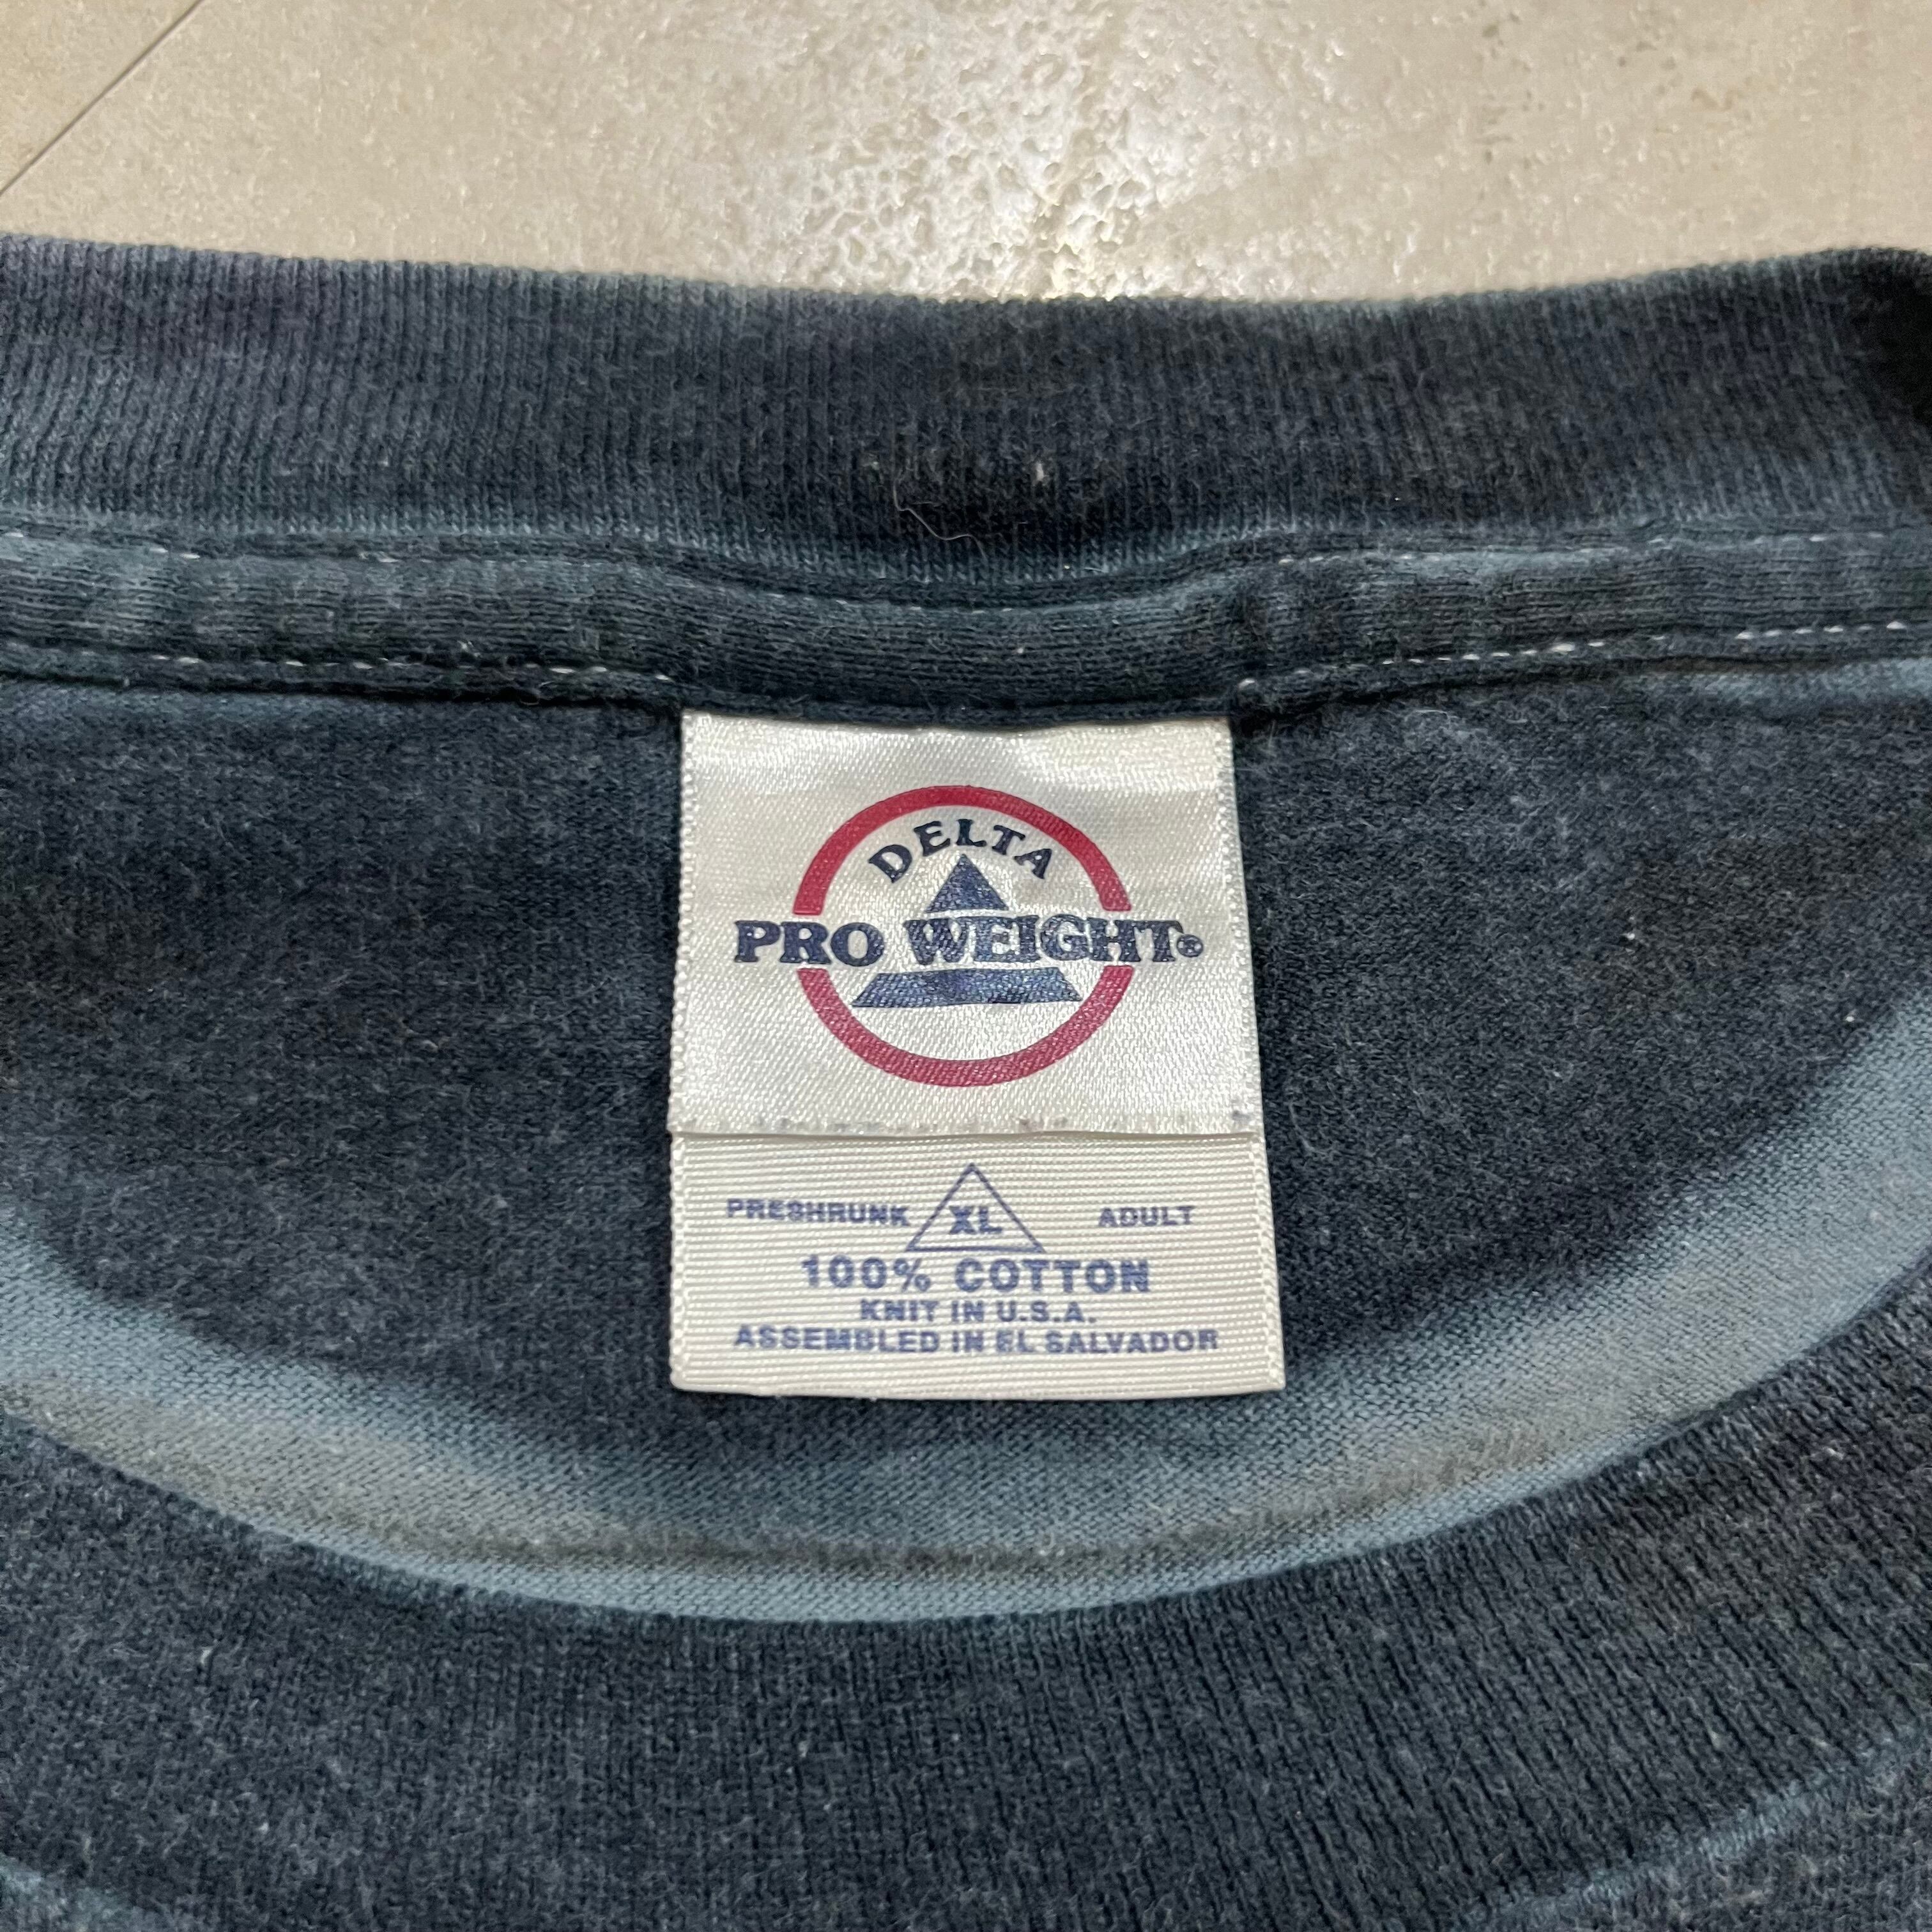 DELTA
PRO WEIGHT®
PRESHRUNK XL ADULT
100% COTTON
KNIT IN U.S.A.
ASSEMBLED IN EL SALVADOR